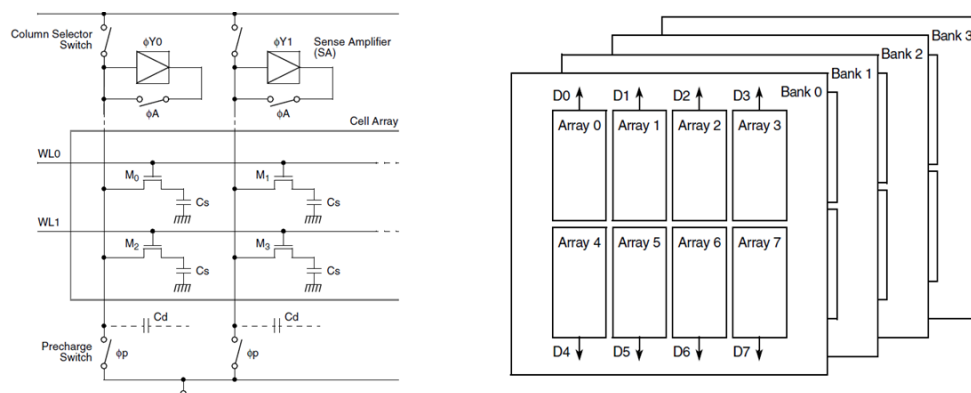 Column Selector
Switch
ϕY0
ϕY1
Sense Amplifier
(SA)
ϕA
ϕA
Cell Array
WL0
M0
M1
Cs
Cs
WL1
M2
M3
Cs
Cs
Cd
Cd
Precharge
Switch
ϕp
ϕp
Bank 3
Bank 2
Bank 1
Bank 0
D0
D1
D2
D3
Array 0
Array 1
Array 2
Array 3
Array 4
Array 5
Array 6
Array 7
D4
D5
D6
D7